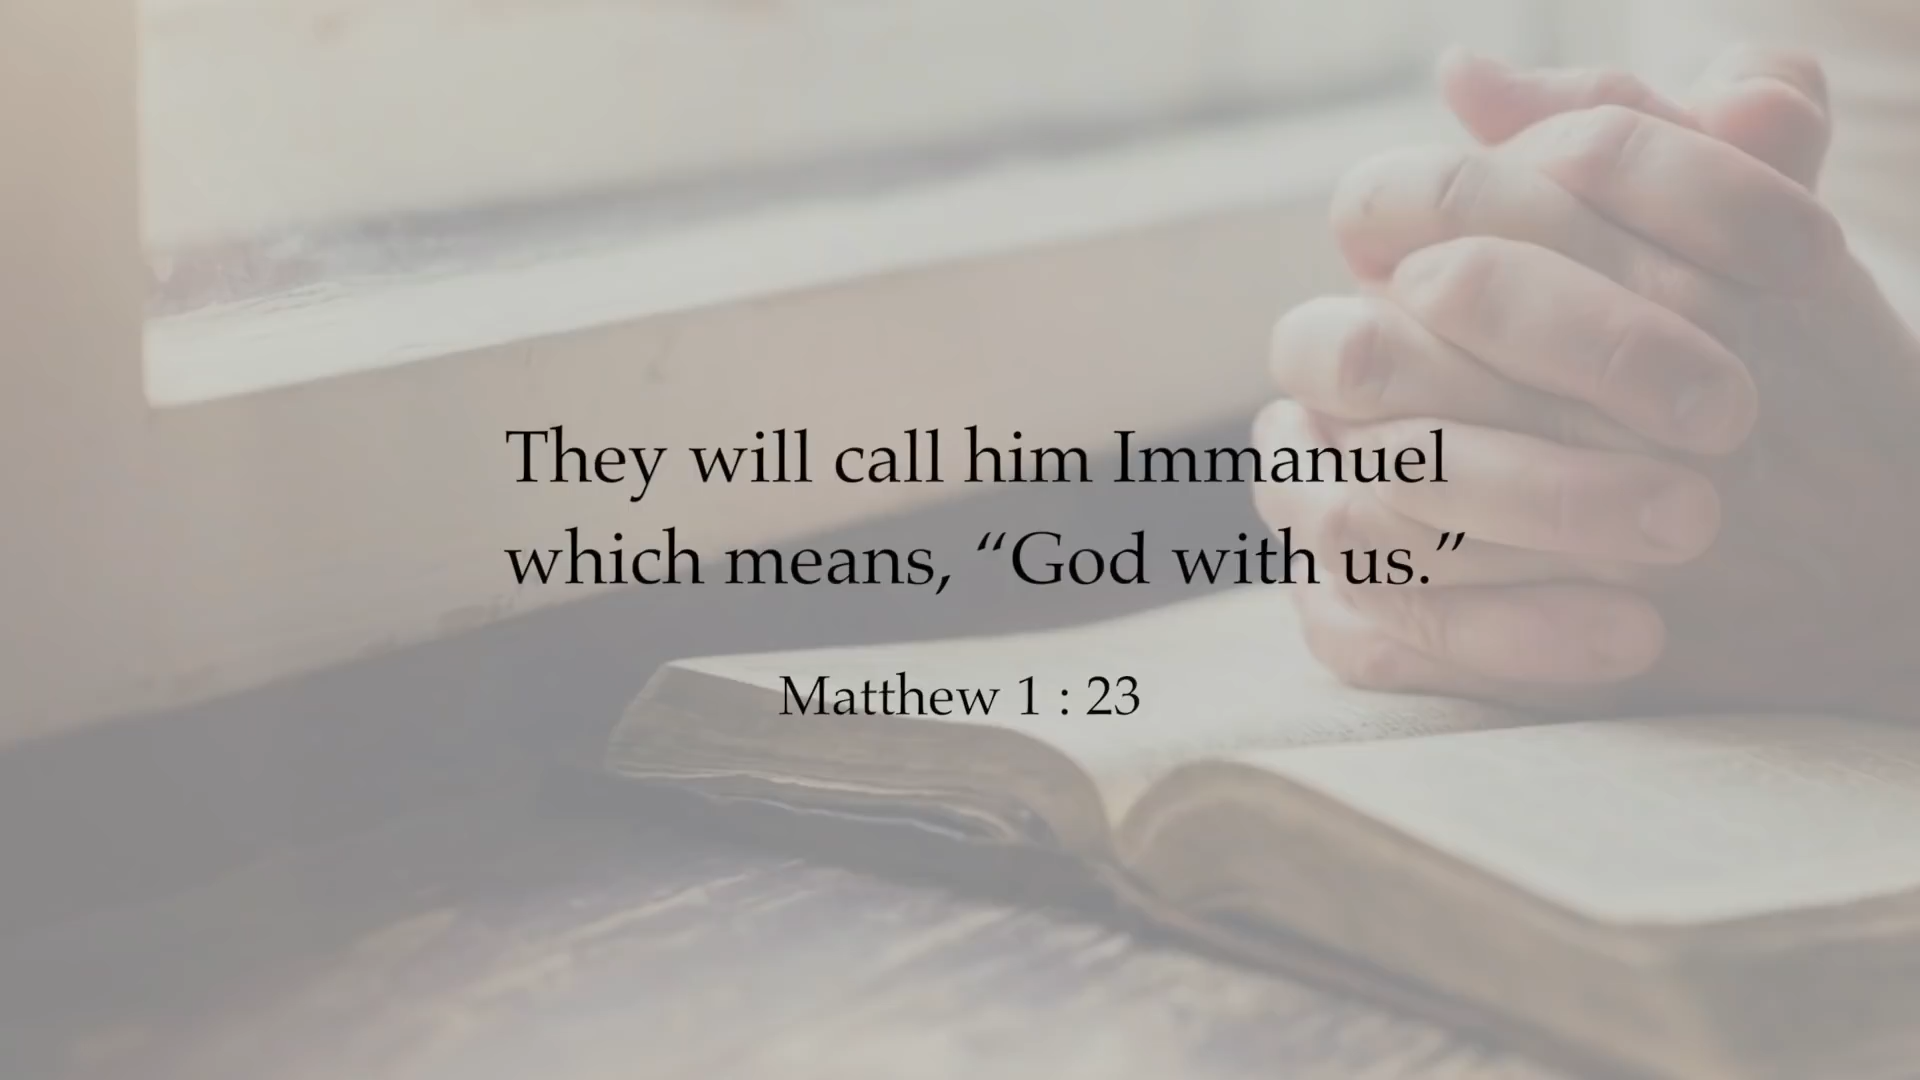 They will call him Immanuel
which means, “God with us.”
Matthew 1 : 23